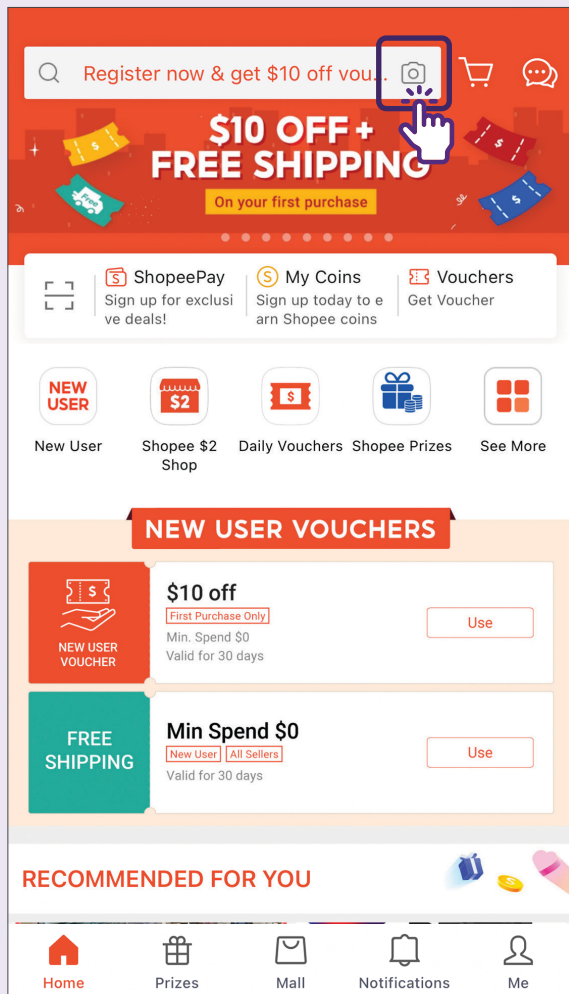 Register now & get $10 off vou...
$10 OFF +
FREE SHIPPING
On your first purchase
$
Free
$
$
ShopeePay
Sign up for exclusi
ve deals!
My Coins
Sign up today to e
arn Shopee coins
Vouchers
Get Voucher
NEW
USER
$2
$
New User
Shopee $2
Shop
Daily Vouchers
Shopee Prizes
See More
NEW USER VOUCHERS
$
NEW USER
VOUCHER
$10 off
First Purchase Only
Min. Spend $0
Valid for 30 days
Use
FREE
SHIPPING
Min Spend $0
New User
All Sellers
Valid for 30 days
Use
RECOMMENDED FOR YOU
Home
Prizes
Mall
Notifications
Me